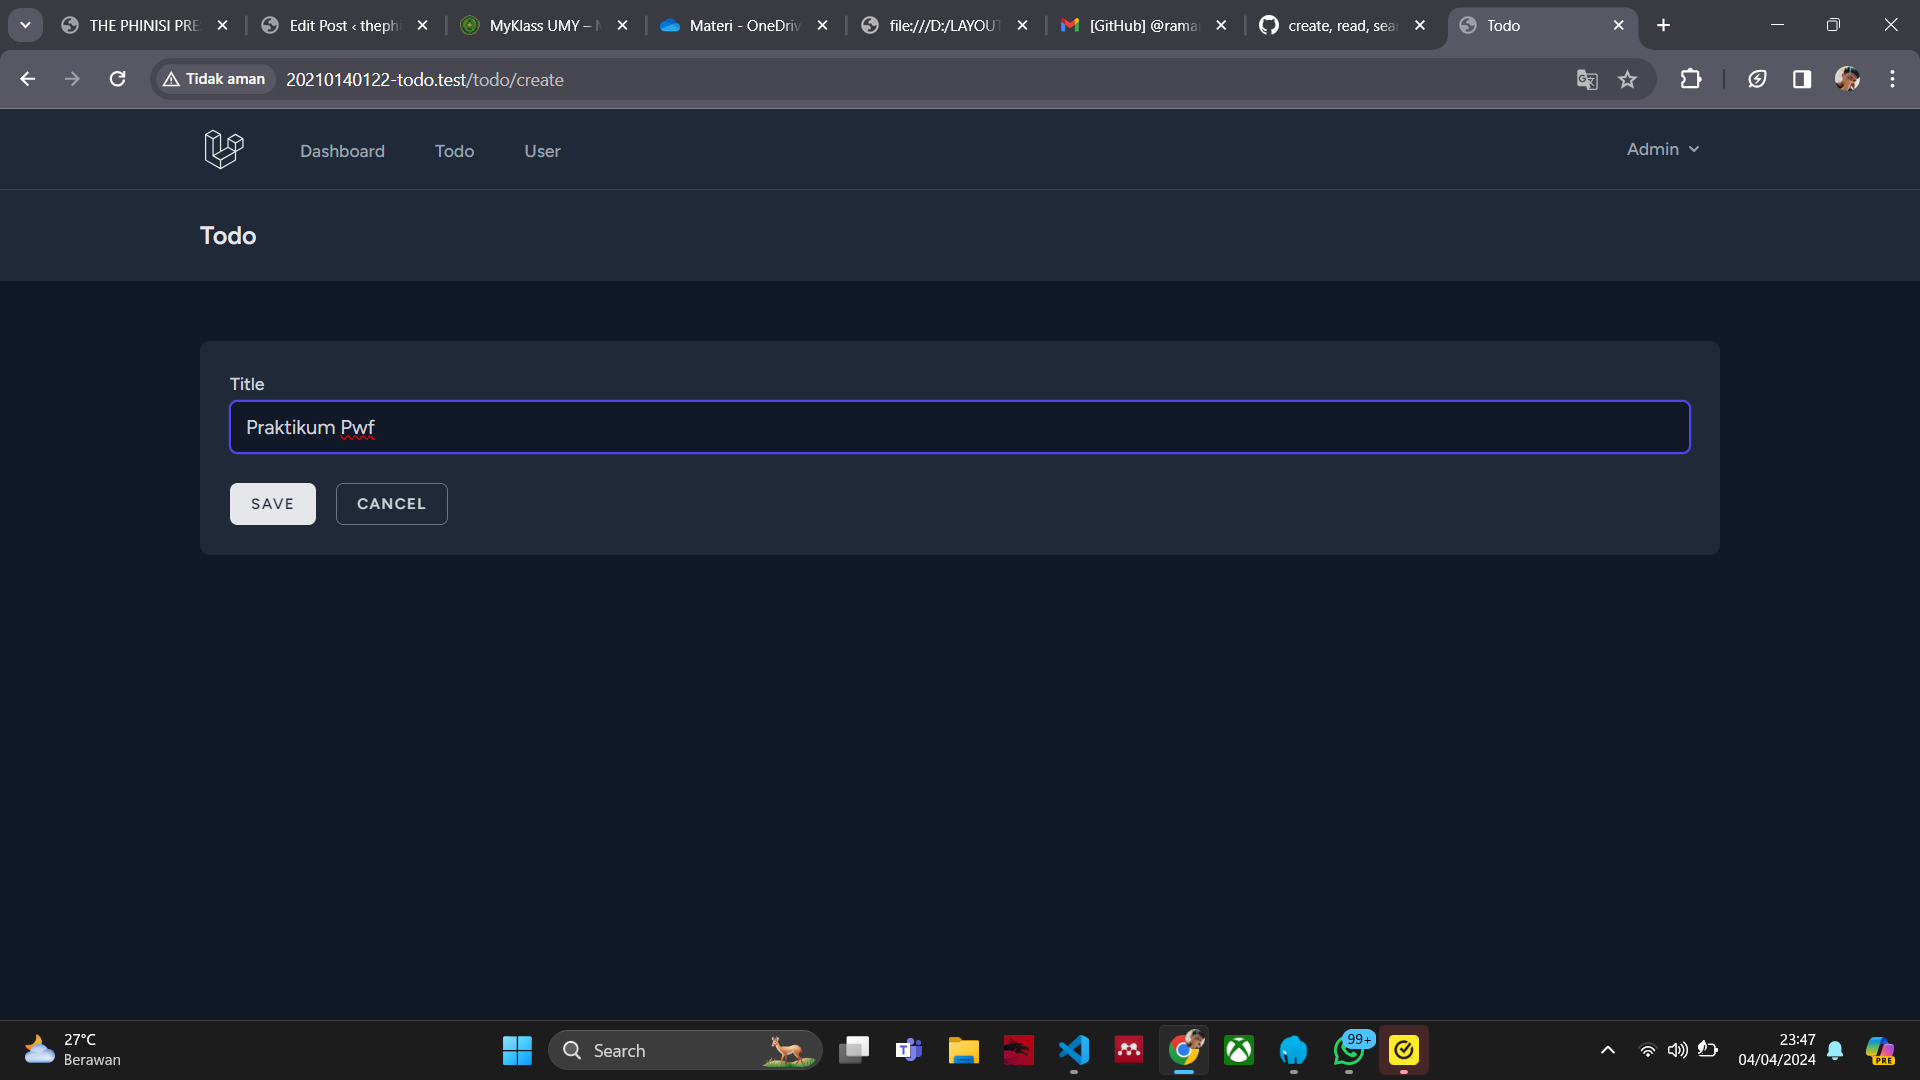 THE PHINISI PRE
Edit Post ‹ theph
MyKlass UMY –
Materi - OneDriv
file:///D:/LAYOUT
[GitHub] @rama
create, read, sear
Todo
Tidak aman
20210140122-todo.test/todo/create
Dashboard
Todo
User
Admin
Todo
Title
Praktikum Pwf
SAVE
CANCEL
27°C
Berawan
Search
99+
23:47
04/04/2024
PRE